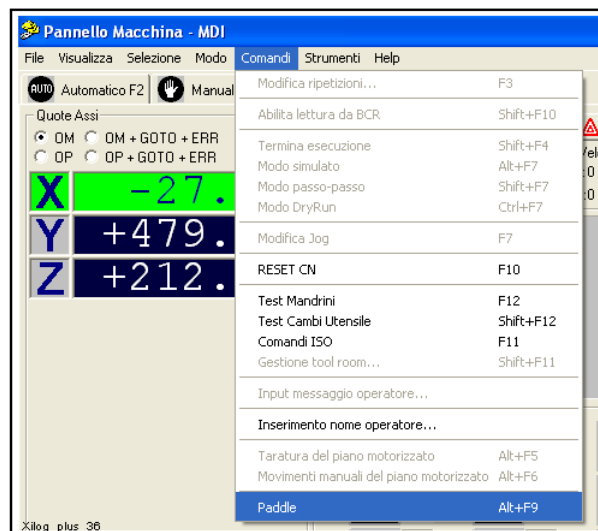 Pannello Macchina - MDI
File Visualizza Selezione Modo Comandi Strumenti Help
AUTO Automatico F2 Manual
Quote Assi
OM OM + GOTO + ERR
OP OP + GOTO + ERR
X -27.
Y +479.
Z +212.
Modifica ripetizioni... F3
Abilita lettura da BCR Shift+F10
Termina esecuzione Shift+F4
Modo simulato Alt+F7
Modo passo-passo Shift+F7
Modo DryRun Ctrl+F7
Modifica Jog F7
RESET CN F10
Test Mandrini F12
Test Cambi Utensile Shift+F12
Comandi ISO F11
Gestione tool room... Shift+F11
Input messaggio operatore...
Inserimento nome operatore...
Taratura del piano motorizzato Alt+F5
Movimenti manuali del piano motorizzato Alt+F6
Paddle Alt+F9
Xilog plus 36